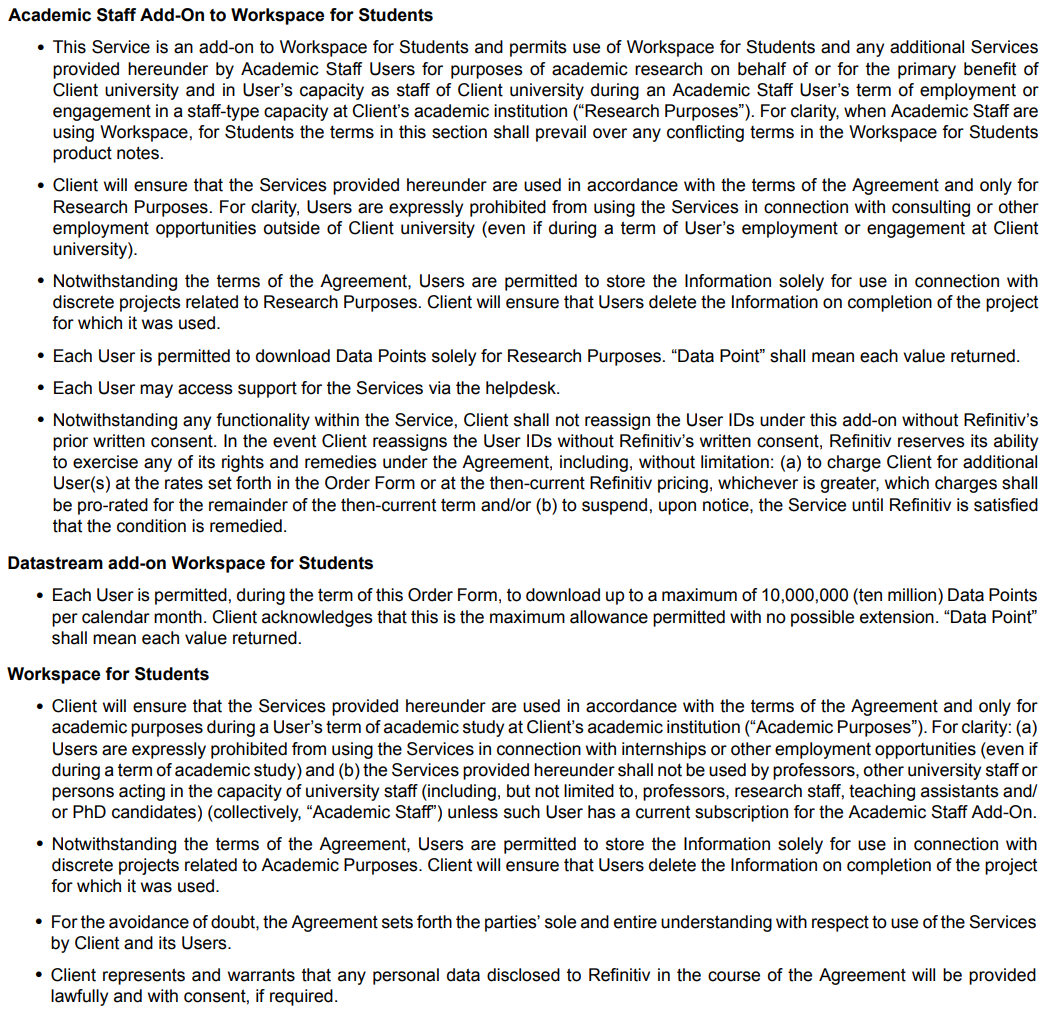 Academic Staff Add-On to Workspace for Students
• This Service is an add-on to Workspace for Students and permits use of Workspace for Students and any additional Services
provided hereunder by Academic Staff Users for purposes of academic research on behalf of or for the primary benefit of
Client university and in User’s capacity as staff of Client university during an Academic Staff User’s term of employment or
engagement in a staff-type capacity at Client’s academic institution (“Research Purposes”). For clarity, when Academic Staff are
using Workspace, for Students the terms in this section shall prevail over any conflicting terms in the Workspace for Students
product notes.
• Client will ensure that the Services provided hereunder are used in accordance with the terms of the Agreement and only for
Research Purposes. For clarity, Users are expressly prohibited from using the Services in connection with consulting or other
employment opportunities outside of Client university (even if during a term of User’s employment or engagement at Client
university).
• Notwithstanding the terms of the Agreement, Users are permitted to store the Information solely for use in connection with
discrete projects related to Research Purposes. Client will ensure that Users delete the Information on completion of the project
for which it was used.
• Each User is permitted to download Data Points solely for Research Purposes. “Data Point” shall mean each value returned.
• Each User may access support for the Services via the helpdesk.
• Notwithstanding any functionality within the Service, Client shall not reassign the User IDs under this add-on without Refinitiv’s
prior written consent. In the event Client reassigns the User IDs without Refinitiv’s written consent, Refinitiv reserves its ability
to exercise any of its rights and remedies under the Agreement, including, without limitation: (a) to charge Client for additional
User(s) at the rates set forth in the Order Form or at the then-current Refinitiv pricing, whichever is greater, which charges shall
be pro-rated for the remainder of the then-current term and/or (b) to suspend, upon notice, the Service until Refinitiv is satisfied
that the condition is remedied.
Datastream add-on Workspace for Students
• Each User is permitted, during the term of this Order Form, to download up to a maximum of 10,000,000 (ten million) Data Points
per calendar month. Client acknowledges that this is the maximum allowance permitted with no possible extension. “Data Point”
shall mean each value returned.
Workspace for Students
• Client will ensure that the Services provided hereunder are used in accordance with the terms of the Agreement and only for
academic purposes during a User’s term of academic study at Client’s academic institution (“Academic Purposes”). For clarity: (a)
Users are expressly prohibited from using the Services in connection with internships or other employment opportunities (even if
during a term of academic study) and (b) the Services provided hereunder shall not be used by professors, other university staff or
persons acting in the capacity of university staff (including, but not limited to, professors, research staff, teaching assistants and/
or PhD candidates) (collectively, “Academic Staff”) unless such User has a current subscription for the Academic Staff Add-On.
• Notwithstanding the terms of the Agreement, Users are permitted to store the Information solely for use in connection with
discrete projects related to Academic Purposes. Client will ensure that Users delete the Information on completion of the project
for which it was used.
• For the avoidance of doubt, the Agreement sets forth the parties’ sole and entire understanding with respect to use of the Services
by Client and its Users.
• Client represents and warrants that any personal data disclosed to Refinitiv in the course of the Agreement will be provided
lawfully and with consent, if required.